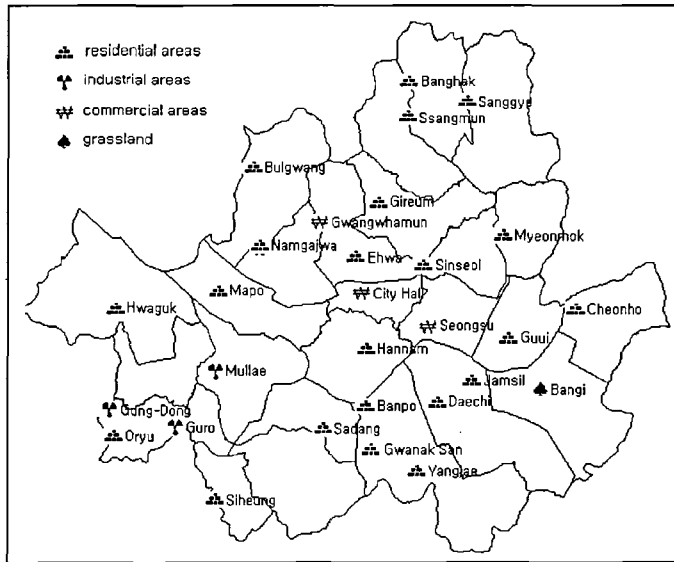 residential areas
industrial areas
commercial areas
grassland
Banghak
Sanggye
Ssangmun
Bulgwang
Gireum
Gwangwhamun
Myeonmok
Namgajwa
Ehwa
Sinseol
Mapo
City Hall
Hwaguk
Cheonho
Seongsu
Guui
Hannam
Mullae
Jamsil
Bangi
Daechi
Banpo
Gung-Dong
Guro
Sadang
Oryu
Gwanak San
Yangjae
Siheung